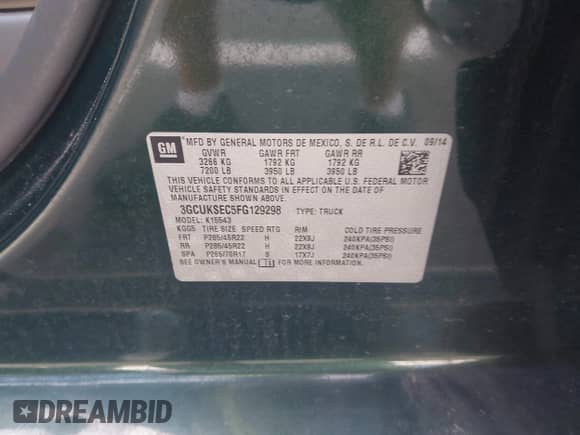 GM MFD BY GENERAL MOTORS DE MEXICO, S. DE R.L. DE C.V. 09/14
GVWR GAWR FRT GAWR RR
3266 KG 1792 KG 1792 KG
7200 LB 3950 LB 3950 LB
THIS VEHICLE CONFORMS TO ALL APPLICABLE U.S. FEDERAL MOTOR
VEHICLE SAFETY STANDARDS IN EFFECT ON THE DATE OF
MANUFACTURE SHOWN ABOVE.
3GCUKSEC5FG129298 TYPE: TRUCK
MODEL: K15543
KGGS TIRE SIZE SPEED RTG RIM COLD TIRE PRESSURE
FRT P285/45R22 H 22X9J 240KPA(35PSI)
RR P285/45R22 H 22X9J 240KPA(35PSI)
SPA P265/70R17 S 17X7J 240KPA(35PSI)
SEE OWNER'S MANUAL FOR MORE INFORMATION.
DREAMBID